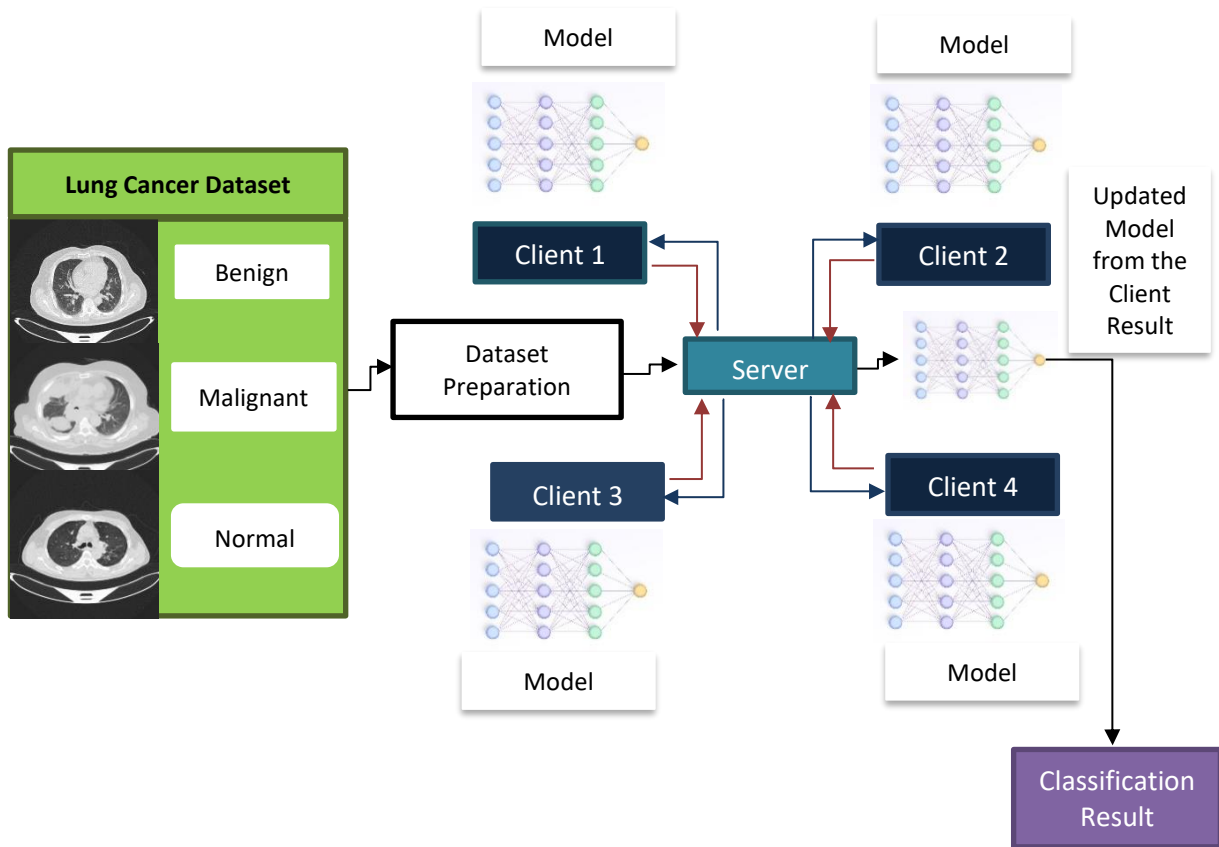 Model
Model
Lung Cancer Dataset
Benign
Malignant
Normal
Client 1
Client 2
Updated
Model
from the
Client
Result
Dataset
Preparation
Server
Client 3
Client 4
Model
Model
Classification
Result